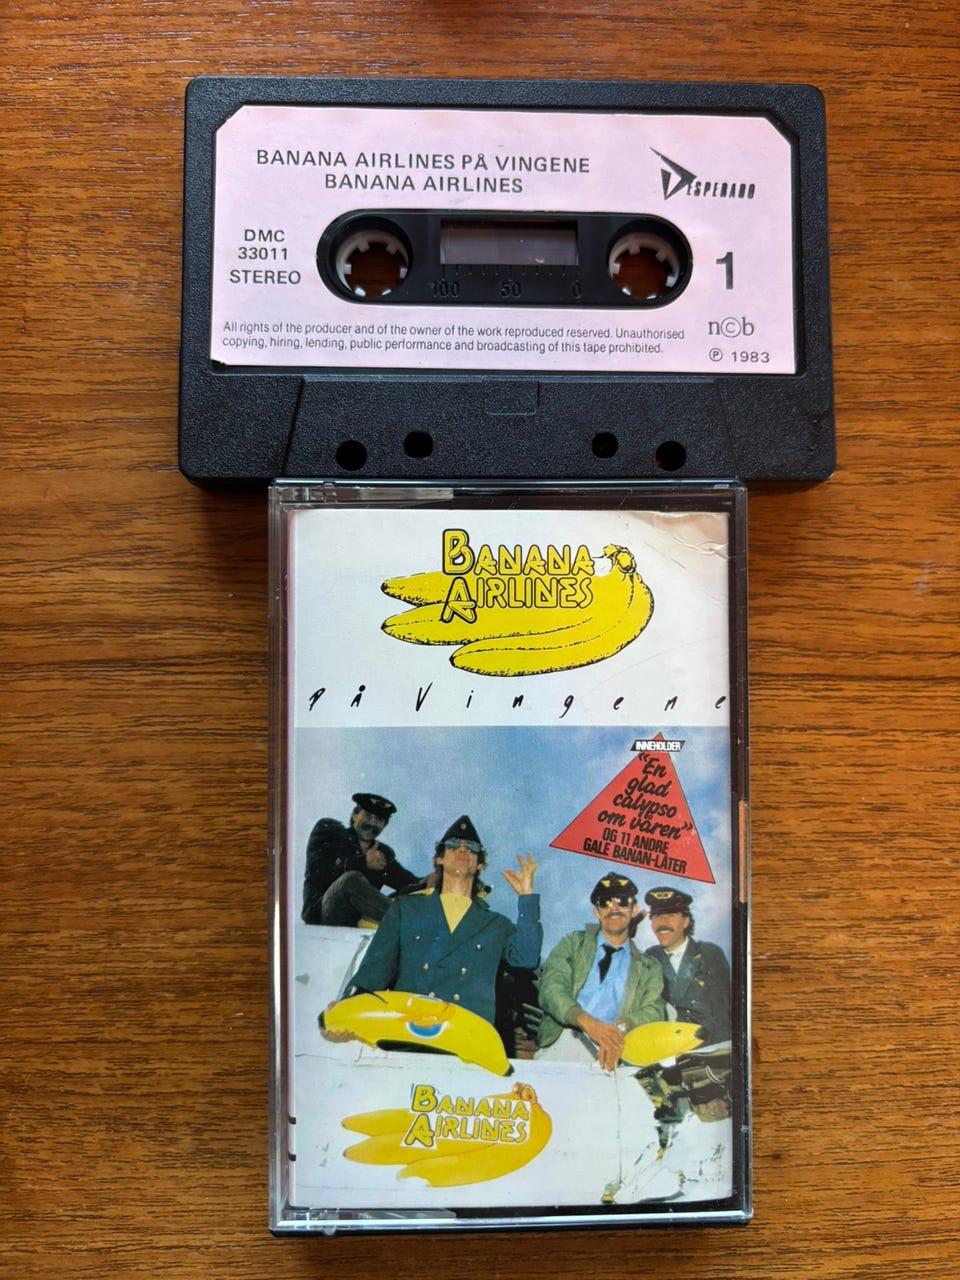 BANANA AIRLINES PÅ VINGENE
BANANA AIRLINES
DESPERADO
DMC
33011
STEREO
1
100 50 0
All rights of the producer and of the owner of the work reproduced reserved. Unauthorised
copying, hiring, lending, public performance and broadcasting of this tape prohibited.
n©b
℗ 1983
BANANA
AIRLINES
på Vingene
INNEHOLDER
"En
glad
calypso
om våren"
OG 11 ANDRE
GALE BANAN-LÅTER
BANANA
AIRLINES